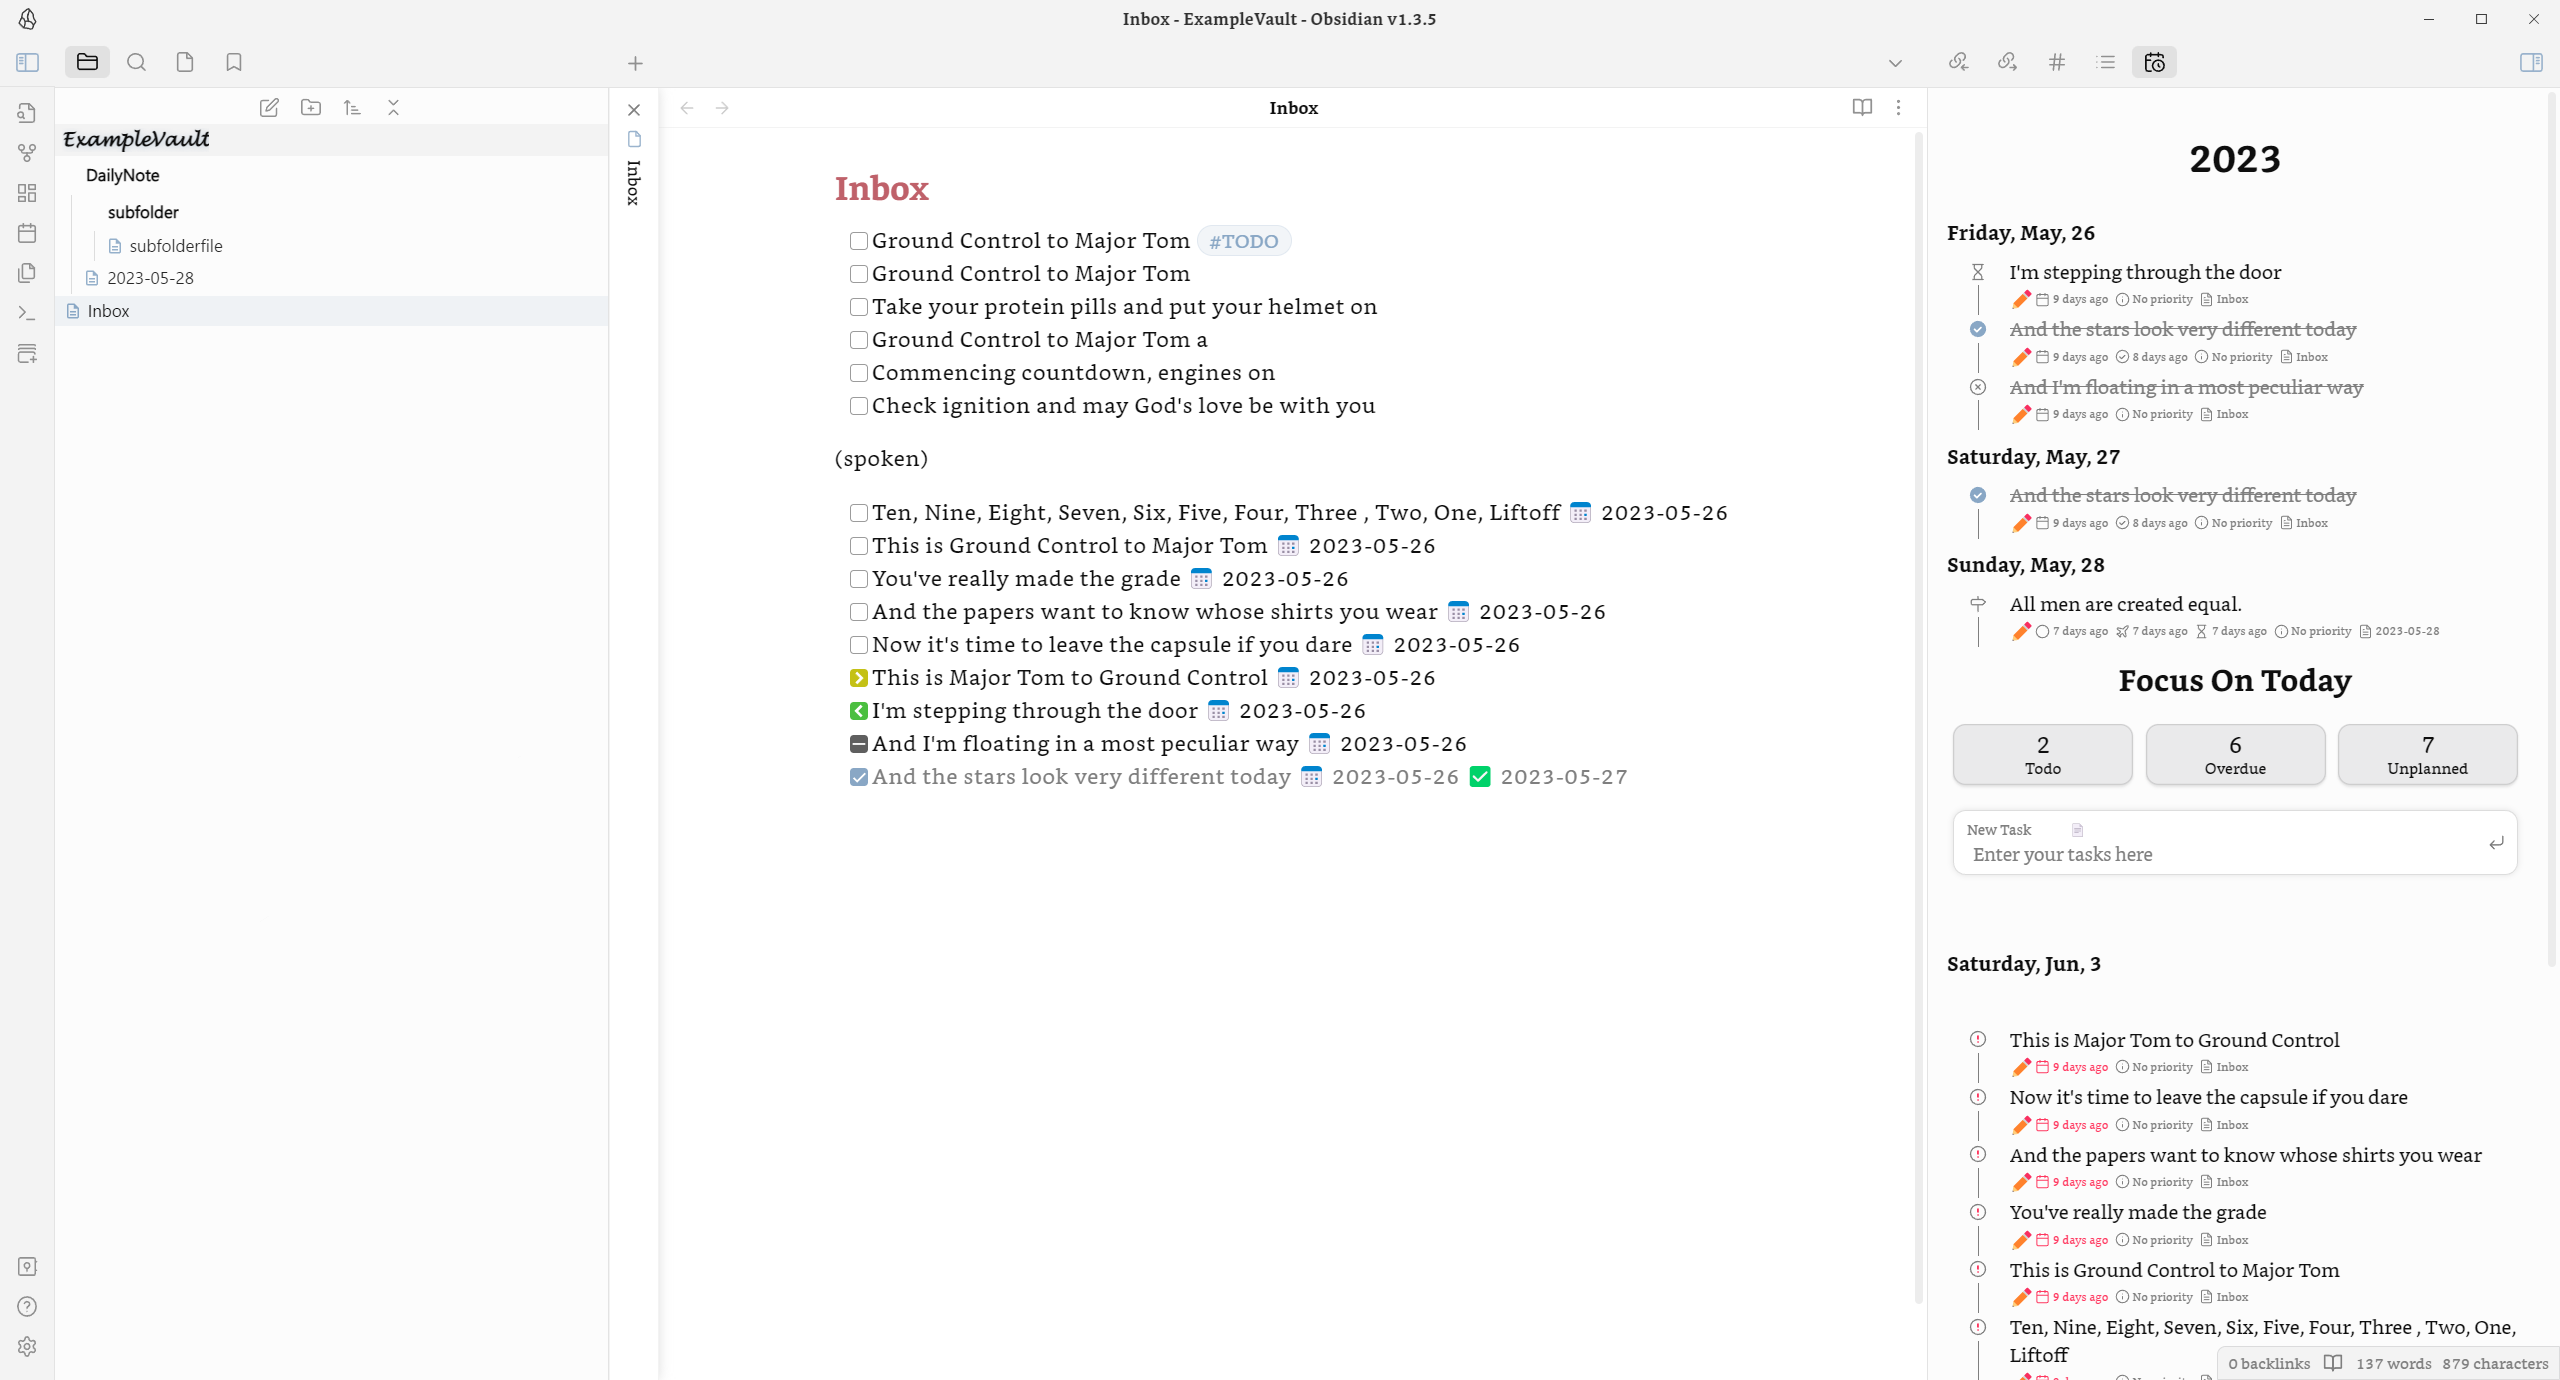 Inbox - ExampleVault - Obsidian v1.3.5
ExampleVault
DailyNote
subfolder
subfolderfile
2023-05-28
Inbox
Inbox
Inbox
Inbox
Ground Control to Major Tom #TODO
Ground Control to Major Tom
Take your protein pills and put your helmet on
Ground Control to Major Tom a
Commencing countdown, engines on
Check ignition and may God's love be with you
(spoken)
Ten, Nine, Eight, Seven, Six, Five, Four, Three , Two, One, Liftoff 2023-05-26
This is Ground Control to Major Tom 2023-05-26
You've really made the grade 2023-05-26
And the papers want to know whose shirts you wear 2023-05-26
Now it's time to leave the capsule if you dare 2023-05-26
This is Major Tom to Ground Control 2023-05-26
I'm stepping through the door 2023-05-26
And I'm floating in a most peculiar way 2023-05-26
And the stars look very different today 2023-05-26 2023-05-27
2023
Friday, May, 26
I'm stepping through the door
9 days ago No priority Inbox
And the stars look very different today
9 days ago 8 days ago No priority Inbox
And I'm floating in a most peculiar way
9 days ago No priority Inbox
Saturday, May, 27
And the stars look very different today
9 days ago 8 days ago No priority Inbox
Sunday, May, 28
All men are created equal.
7 days ago 7 days ago 7 days ago No priority 2023-05-28
Focus On Today
2 6 7
Todo Overdue Unplanned
New Task
Enter your tasks here
Saturday, Jun, 3
This is Major Tom to Ground Control
9 days ago No priority Inbox
Now it's time to leave the capsule if you dare
9 days ago No priority Inbox
And the papers want to know whose shirts you wear
9 days ago No priority Inbox
You've really made the grade
9 days ago No priority Inbox
This is Ground Control to Major Tom
9 days ago No priority Inbox
Ten, Nine, Eight, Seven, Six, Five, Four, Three , Two, One,
Liftoff
0 backlinks 137 words 879 characters